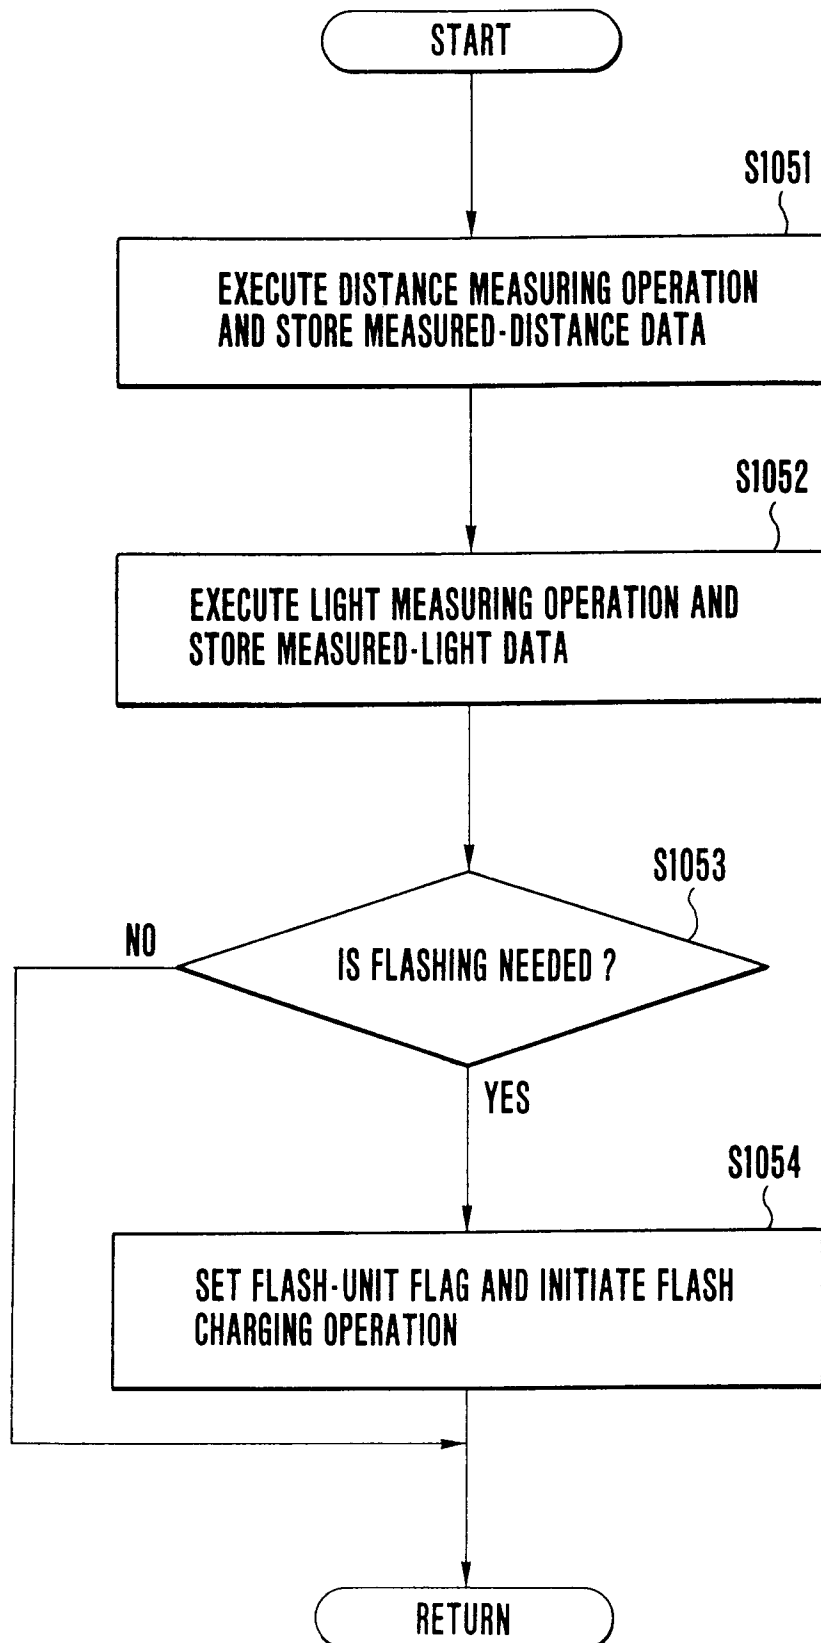 START
S1051
EXECUTE DISTANCE MEASURING OPERATION
AND STORE MEASURED-DISTANCE DATA
S1052
EXECUTE LIGHT MEASURING OPERATION AND
STORE MEASURED-LIGHT DATA
S1053
NO
IS FLASHING NEEDED ?
YES
S1054
SET FLASH-UNIT FLAG AND INITIATE FLASH
CHARGING OPERATION
RETURN